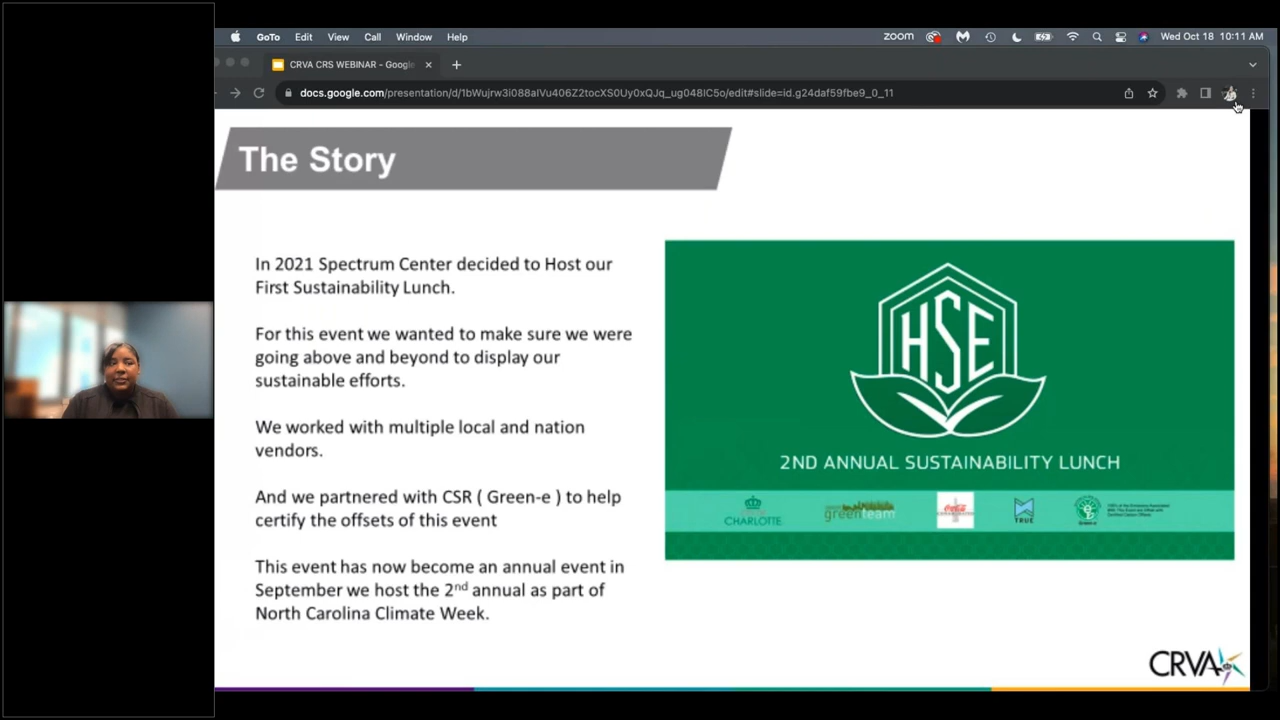 GoTo Edit View Call Window Help zoom Wed Oct 18 10:11 AM
CRVA CRS WEBINAR - Google
docs.google.com/presentation/d/1bWujrw3i088aIVu406Z2tocXS0Uy0xQJq_ug048IC5o/edit#slide=id.g24daf59fbe9_0_11
The Story
In 2021 Spectrum Center decided to Host our
First Sustainability Lunch.
For this event we wanted to make sure we were
going above and beyond to display our
sustainable efforts.
We worked with multiple local and nation
vendors.
And we partnered with CSR ( Green-e ) to help
certify the offsets of this event
This event has now become an annual event in
September we host the 2nd annual as part of
North Carolina Climate Week.
HSE
2ND ANNUAL SUSTAINABILITY LUNCH
CHARLOTTE
greenteam
Coca-Cola
TRUE
CRVA